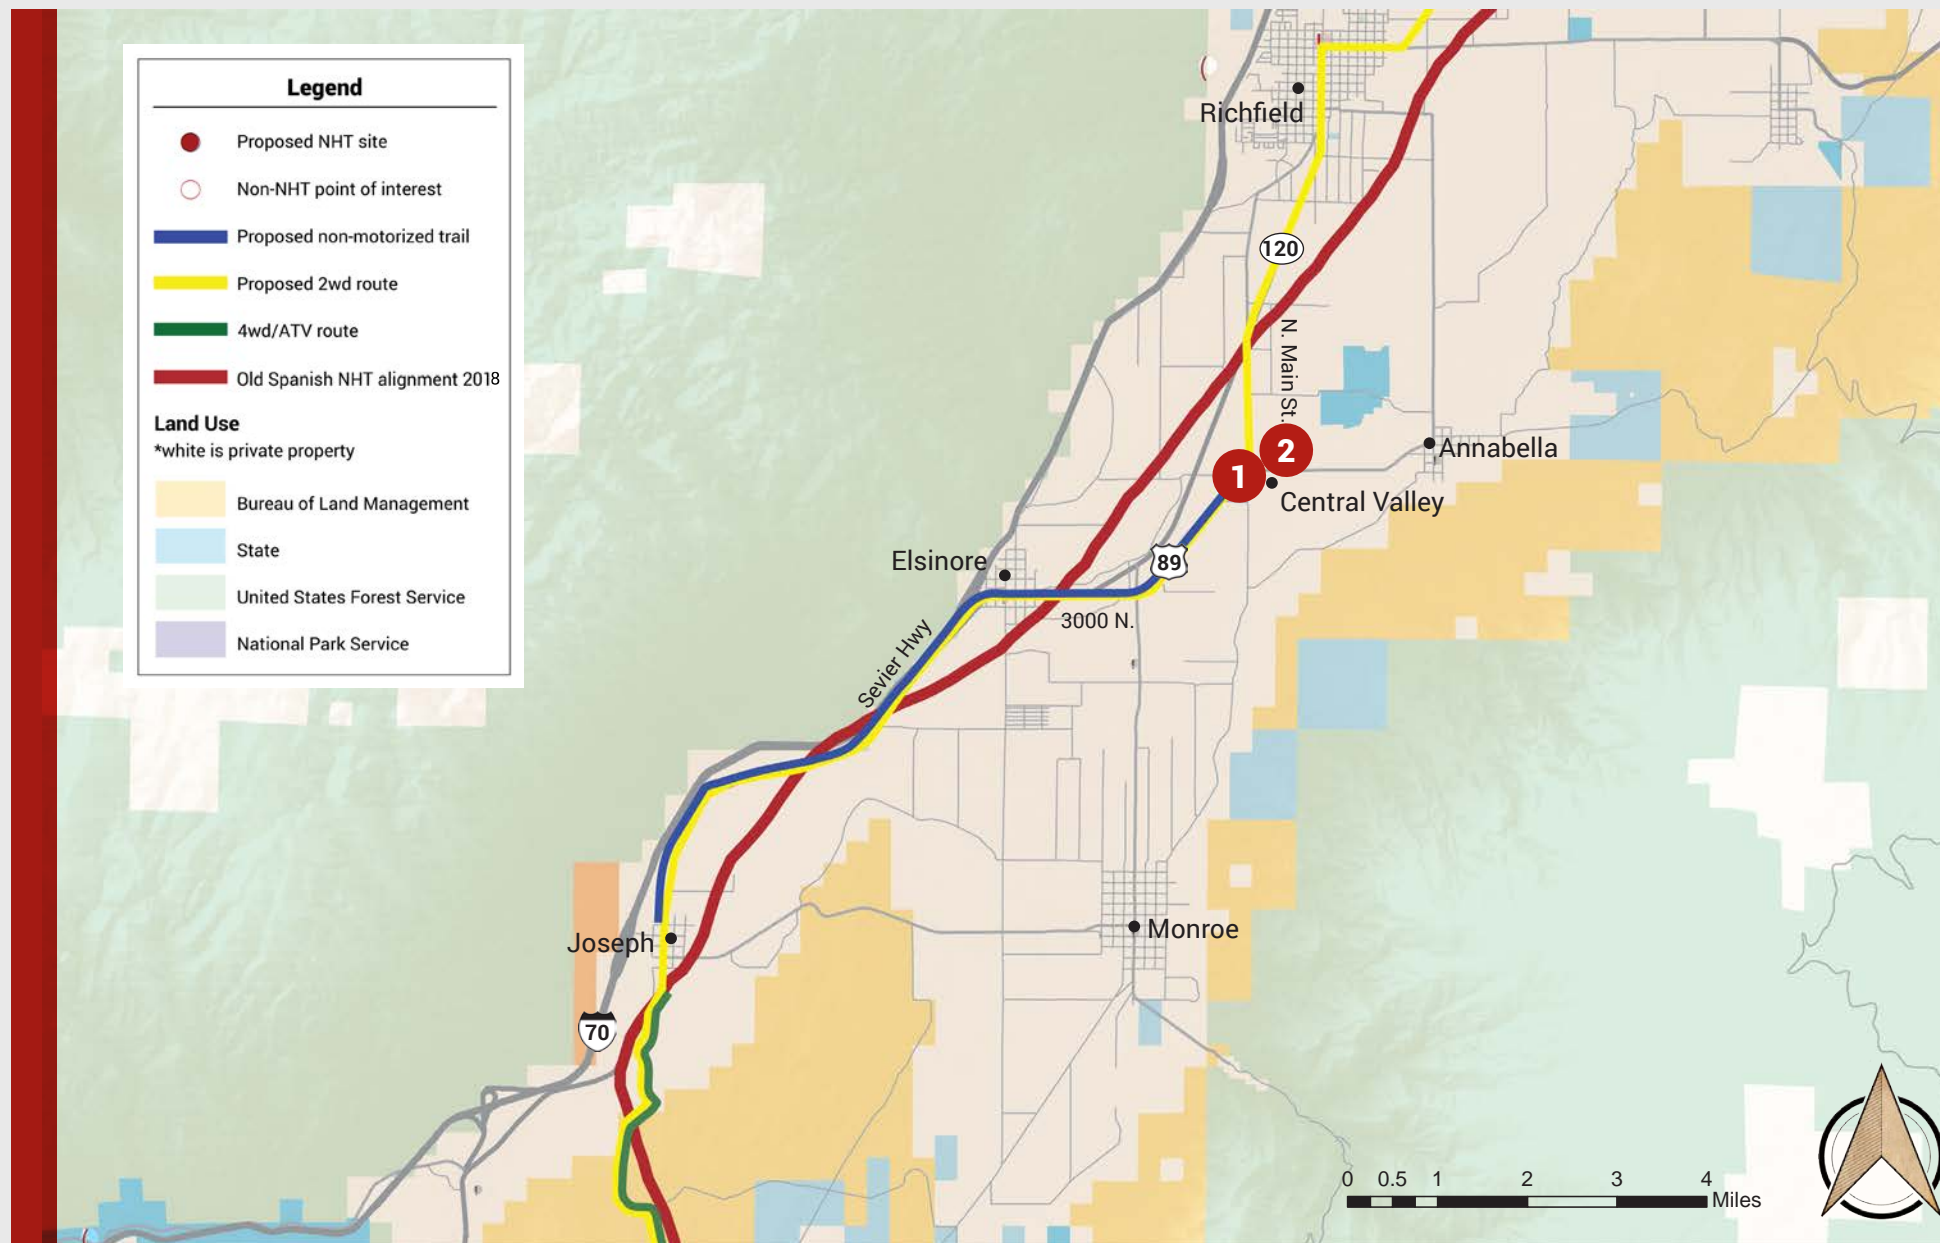 Legend
Proposed NHT site
Non-NHT point of interest
Proposed non-motorized trail
Proposed 2wd route
4wd/ATV route
Old Spanish NHT alignment 2018
Land Use
*white is private property
Bureau of Land Management
State
United States Forest Service
National Park Service
Richfield
120
N. Main St.
2
Annabella
1
Central Valley
89
Elsinore
3000 N.
Sevier Hwy
Monroe
Joseph
70
0 0.5 1 2 3 4
Miles